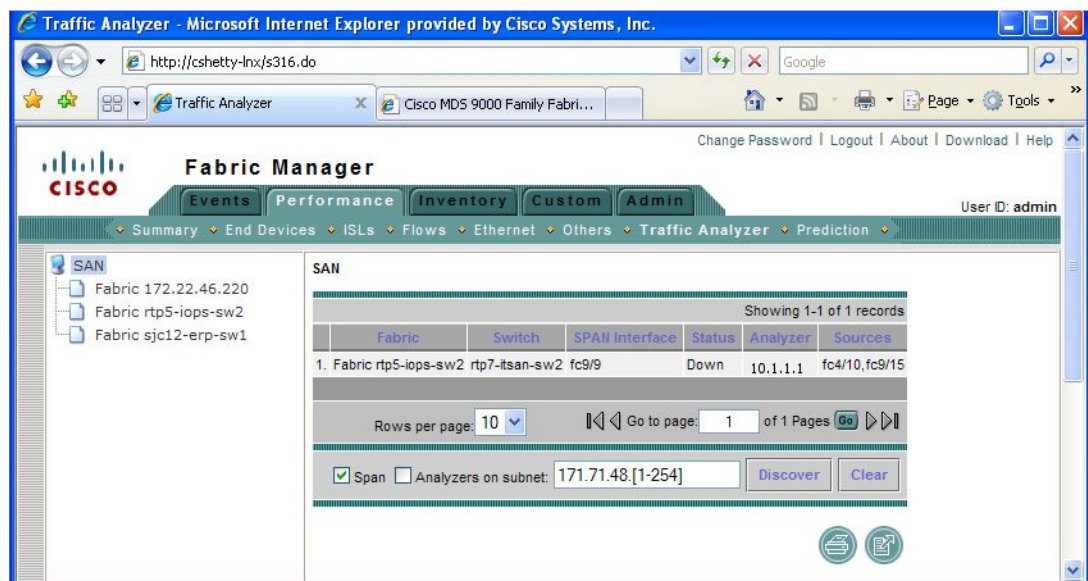 Traffic Analyzer - Microsoft Internet Explorer provided by Cisco Systems, Inc.
http://cshetty-lnx/s316.do
Google
Traffic Analyzer
Cisco MDS 9000 Family Fabri...
Page
Tools
Change Password | Logout | About | Download | Help
CISCO
Fabric Manager
Events
Performance
Inventory
Custom
Admin
User ID: admin
Summary
End Devices
ISLs
Flows
Ethernet
Others
Traffic Analyzer
Prediction
SAN
Fabric 172.22.46.220
Fabric rtp5-iops-sw2
Fabric sjc12-erp-sw1
SAN
Showing 1-1 of 1 records
Fabric Switch SPAN Interface Status Analyzer Sources
1. Fabric rtp5-iops-sw2 rtp7-itsan-sw2 fc9/9 Down 10.1.1.1 fc4/10,fc9/15
Rows per page: 10 Go to page: 1 of 1 Pages Go
Span Analyzers on subnet: 171.71.48.[1-254] Discover Clear